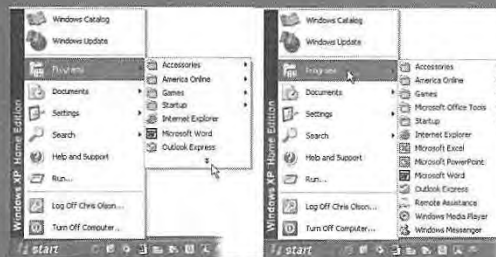 Windows Catalog
Windows Update
Programs
Documents
Settings
Search
Help and Support
Run...
Log Off Chris Olson...
Turn Off Computer...
Windows XP Home Edition
start
Accessories
America Online
Games
Startup
Internet Explorer
Microsoft Word
Outlook Express
Windows Catalog
Windows Update
Programs
Documents
Settings
Search
Help and Support
Run...
Log Off Chris Olson...
Turn Off Computer...
Windows XP Home Edition
start
Accessories
America Online
Games
Microsoft Office Tools
Startup
Internet Explorer
Microsoft Excel
Microsoft PowerPoint
Microsoft Word
Outlook Express
Remote Assistance
Windows Media Player
Windows Messenger